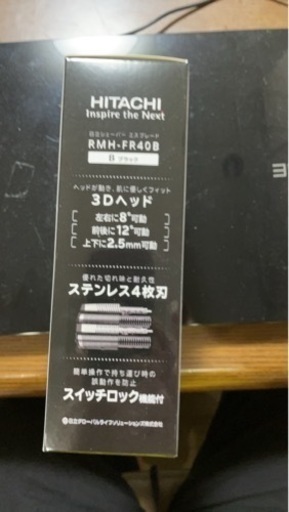 HITACHI
Inspire the Next
日立シェーバー エスブレード
RMH-FR40B
B ブラック
ヘッドが動き、肌に優しくフィット
3Dヘッド
左右に8°可動
前後に12°可動
上下に2.5mm可動
優れた切れ味と耐久性
ステンレス4枚刃
簡単操作で持ち運び時の
誤動作を防止
スイッチロック機能付
日立グローバルライフソリューションズ株式会社